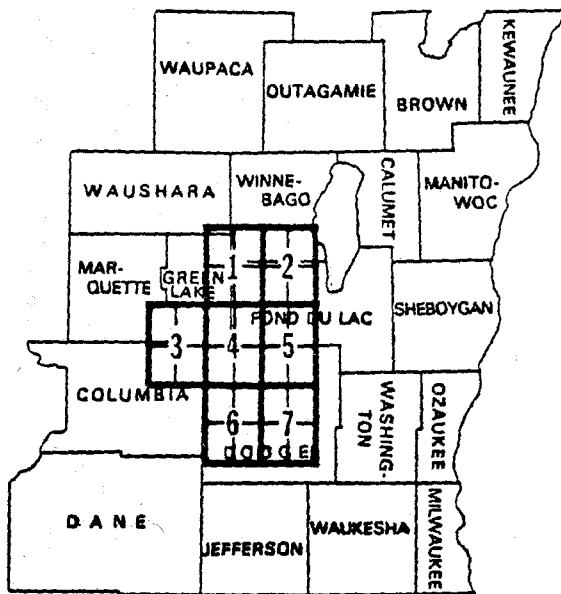 WAUPACA
OUTAGAMIE
BROWN
KEWAUNEE
WAUSHARA
WINNE-
BAGO
CALUMET
MANITO-
WOC
MAR-
QUETTE
GREEN
LAKE
1
2
FOND DU LAC
SHEBOYGAN
3
4
5
COLUMBIA
WASHING-
TON
OZAUKEE
6
7
DODGE
DANE
JEFFERSON
WAUKESHA
MILWAUKEE